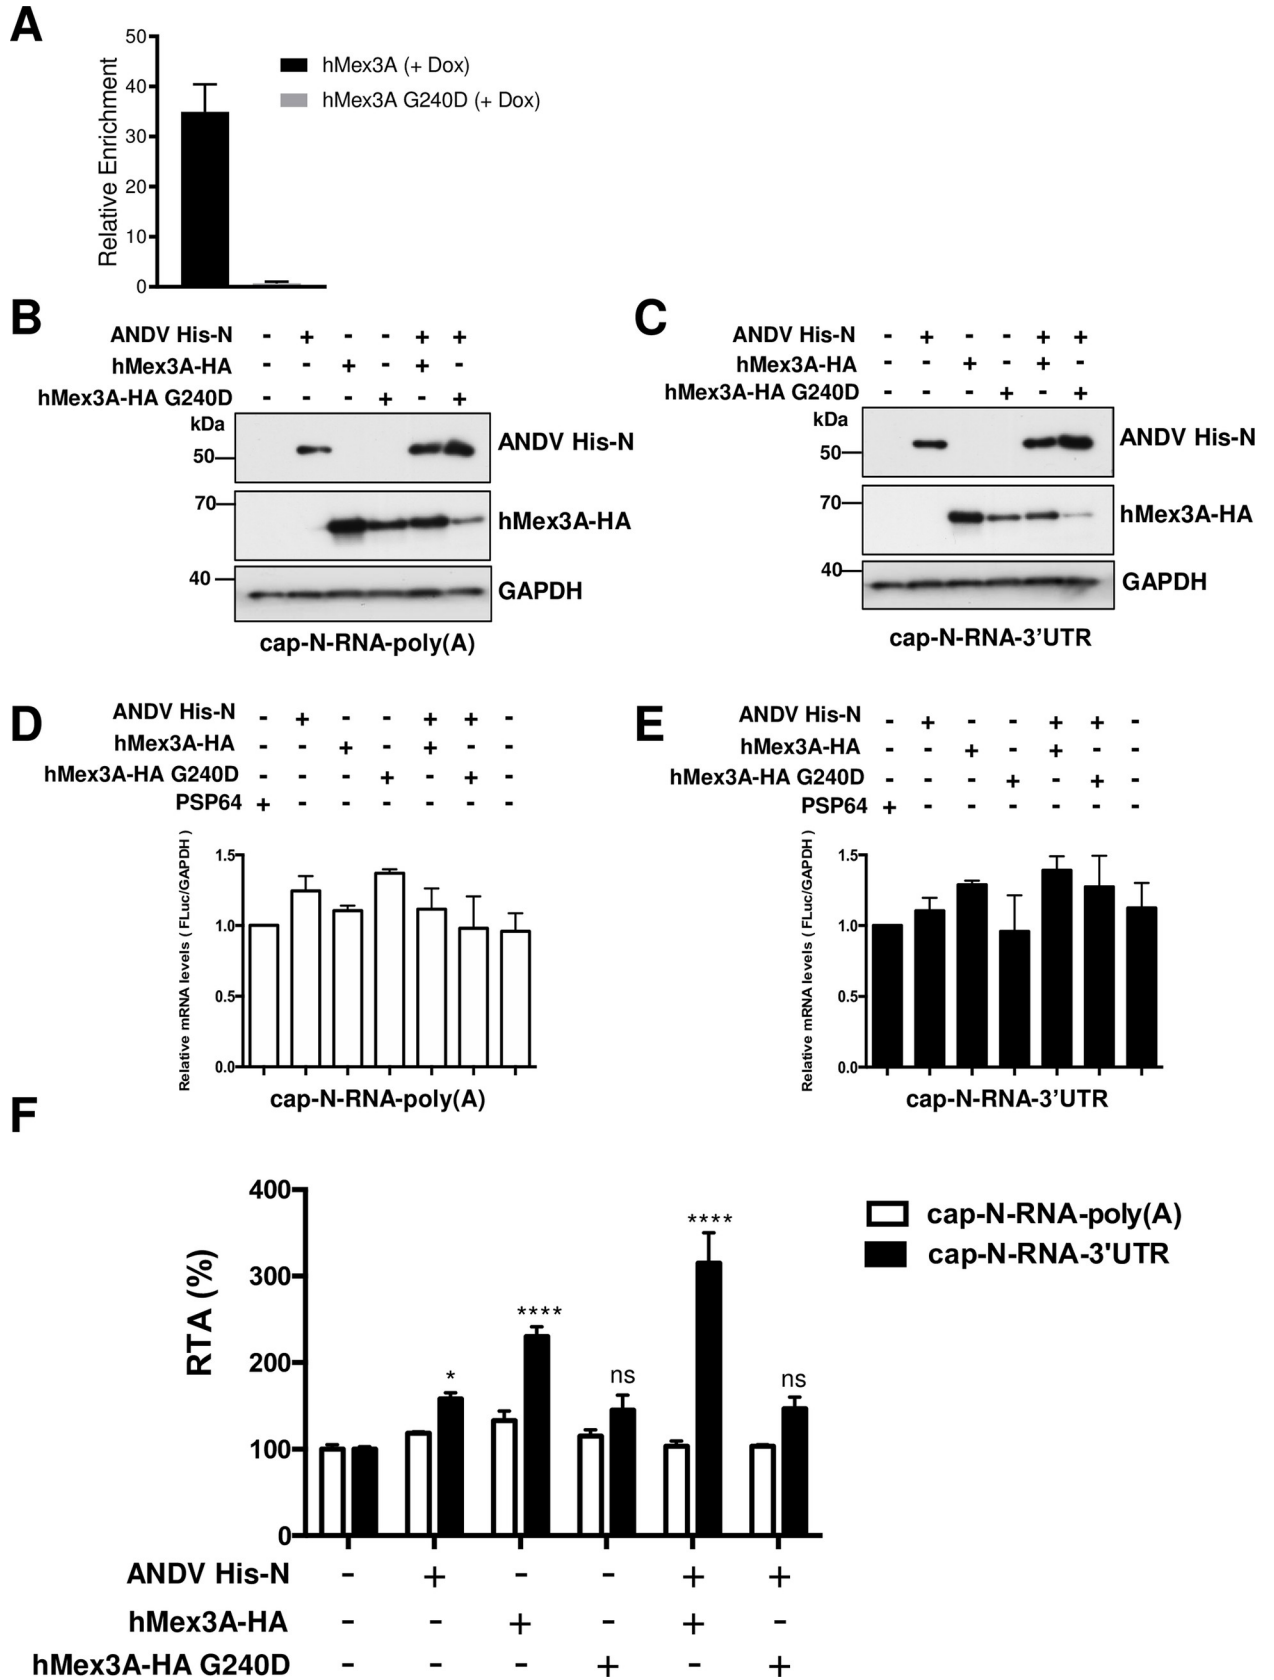 A
Relative Enrichment
50
40
30
20
10
0
hMex3A (+ Dox)
hMex3A G240D (+ Dox)
B
ANDV His-N - + - - + +
hMex3A-HA - - + - + -
hMex3A-HA G240D - - - + - +
kDa
50
ANDV His-N
70
hMex3A-HA
40
GAPDH
cap-N-RNA-poly(A)
C
ANDV His-N - + - - + +
hMex3A-HA - - + - + -
hMex3A-HA G240D - - - + - +
kDa
50
ANDV His-N
70
hMex3A-HA
40
GAPDH
cap-N-RNA-3’UTR
D
ANDV His-N - + - - + + -
hMex3A-HA - - + - + - -
hMex3A-HA G240D - - - + - + -
PSP64 + - - - - - -
Relative mRNA levels ( FLuc/GAPDH )
1.5
1.0
0.5
0.0
cap-N-RNA-poly(A)
E
ANDV His-N - + - - + + -
hMex3A-HA - - + - + - -
hMex3A-HA G240D - - - + - + -
PSP64 + - - - - - -
Relative mRNA levels ( FLuc/GAPDH )
1.5
1.0
0.5
0.0
cap-N-RNA-3’UTR
F
RTA (%)
400
300
200
100
0
*
****
ns
****
ns
cap-N-RNA-poly(A)
cap-N-RNA-3'UTR
ANDV His-N - + - - + +
hMex3A-HA - - + - + -
hMex3A-HA G240D - - - + - +